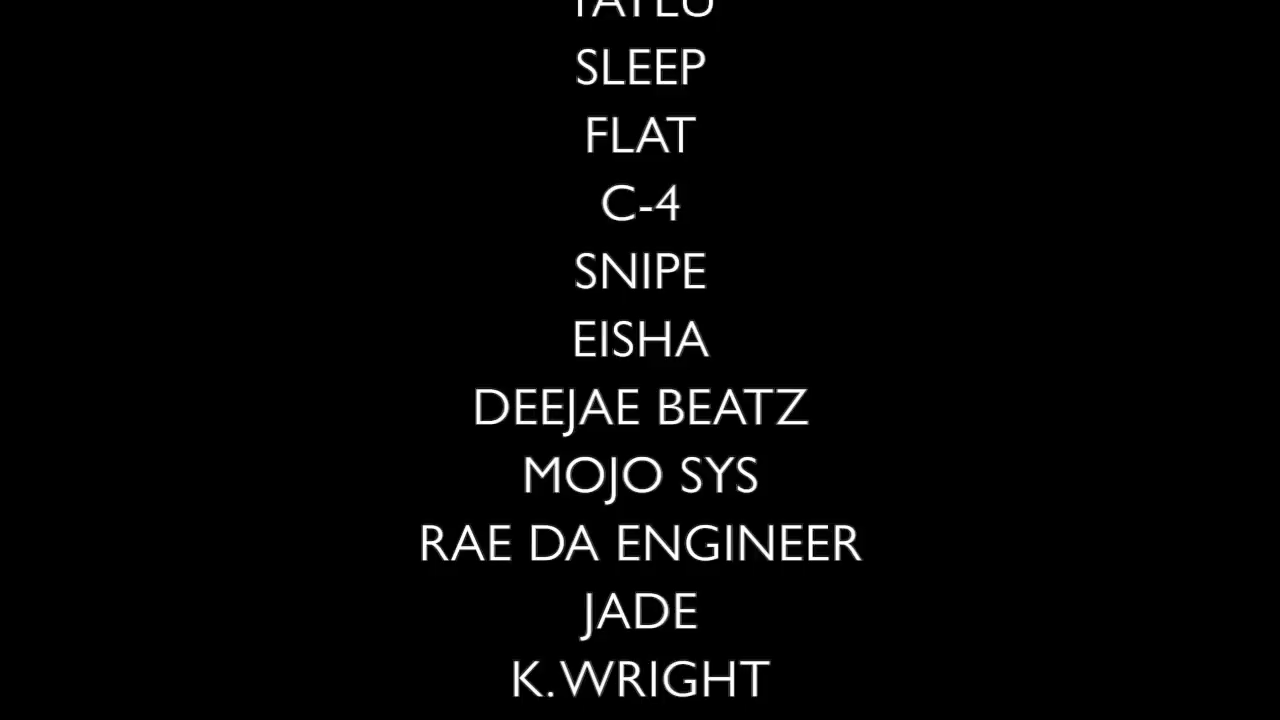 SLEEP
FLAT
C-4
SNIPE
EISHA
DEEJAE BEATZ
MOJO SYS
RAE DA ENGINEER
JADE
K. WRIGHT